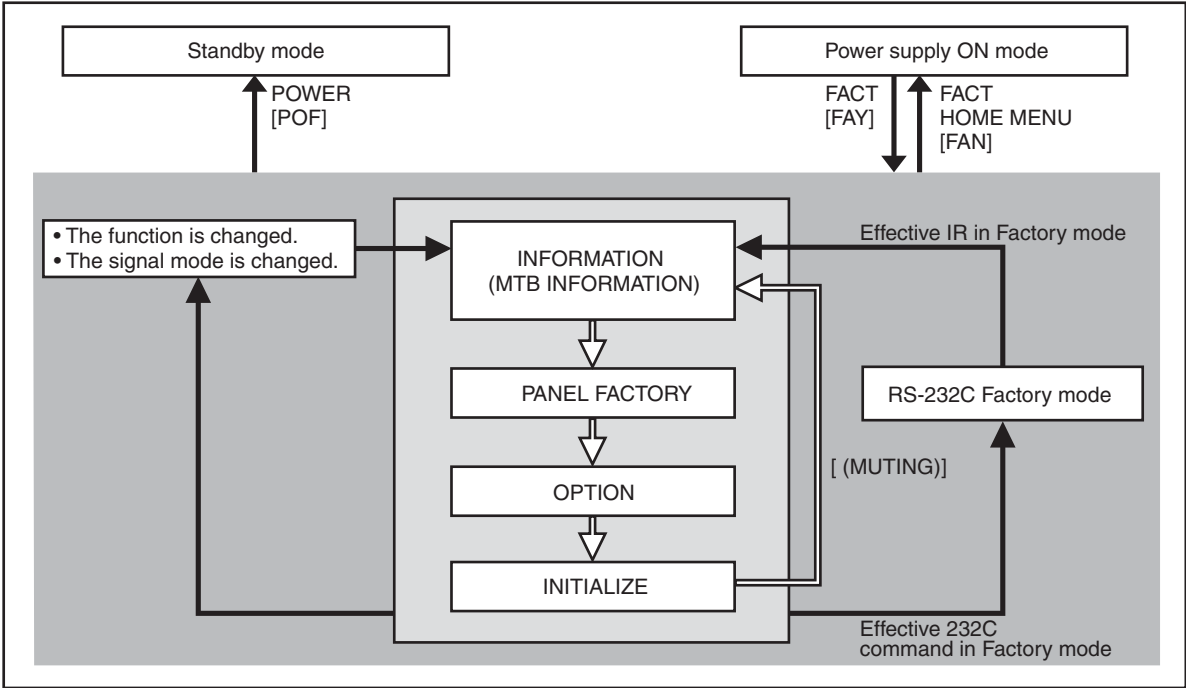 Standby mode
Power supply ON mode
POWER
[POF]
FACT
[FAY]
FACT
HOME MENU
[FAN]
• The function is changed.
• The signal mode is changed.
INFORMATION
(MTB INFORMATION)
Effective IR in Factory mode
PANEL FACTORY
RS-232C Factory mode
[ (MUTING)]
OPTION
INITIALIZE
Effective 232C
command in Factory mode